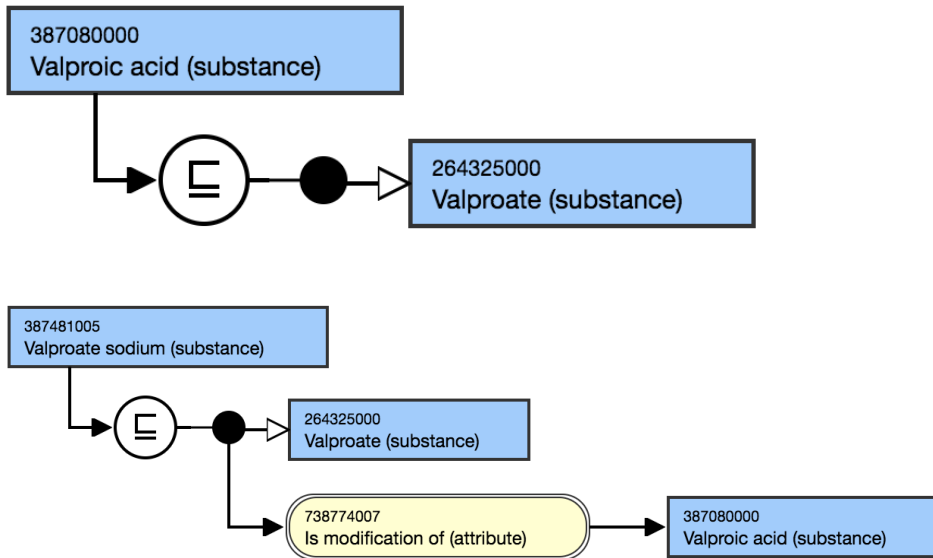 387080000
Valproic acid (substance)
⊑
264325000
Valproate (substance)
387481005
Valproate sodium (substance)
⊑
264325000
Valproate (substance)
738774007
Is modification of (attribute)
387080000
Valproic acid (substance)